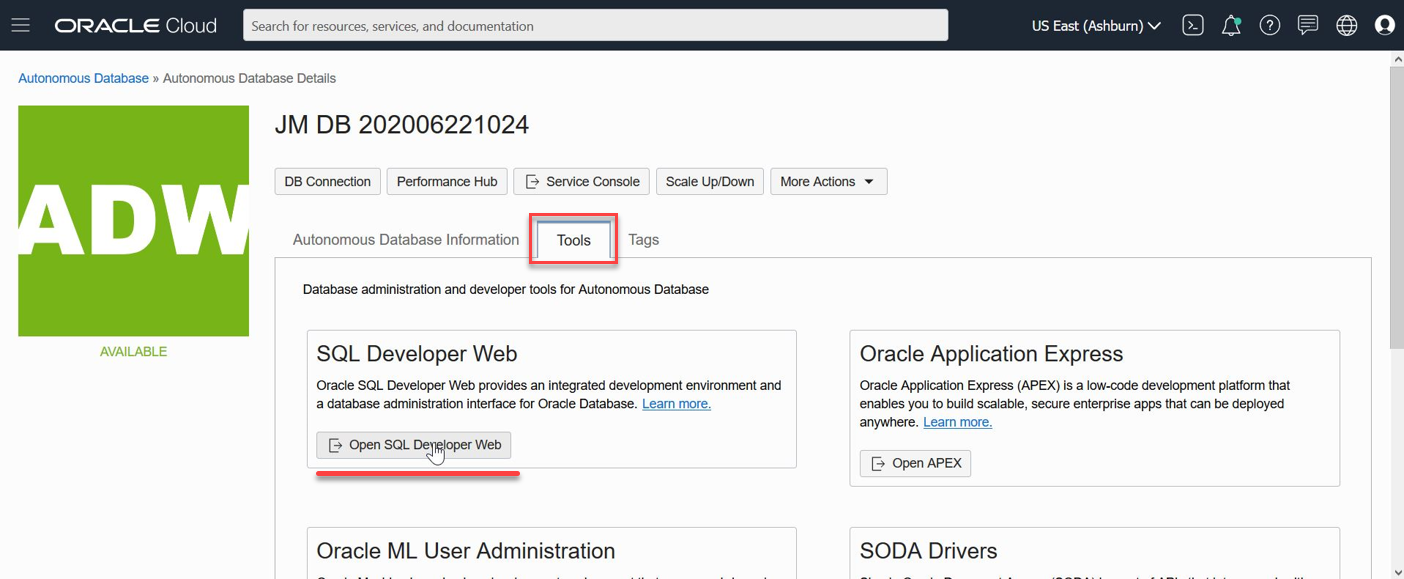 ORACLE Cloud
Search for resources, services, and documentation
US East (Ashburn)
Autonomous Database » Autonomous Database Details
ADW
AVAILABLE
JM DB 202006221024
DB Connection
Performance Hub
Service Console
Scale Up/Down
More Actions
Autonomous Database Information
Tools
Tags
Database administration and developer tools for Autonomous Database
SQL Developer Web
Oracle SQL Developer Web provides an integrated development environment and
a database administration interface for Oracle Database. Learn more.
Open SQL Developer Web
Oracle Application Express
Oracle Application Express (APEX) is a low-code development platform that
enables you to build scalable, secure enterprise apps that can be deployed
anywhere. Learn more.
Open APEX
Oracle ML User Administration
SODA Drivers